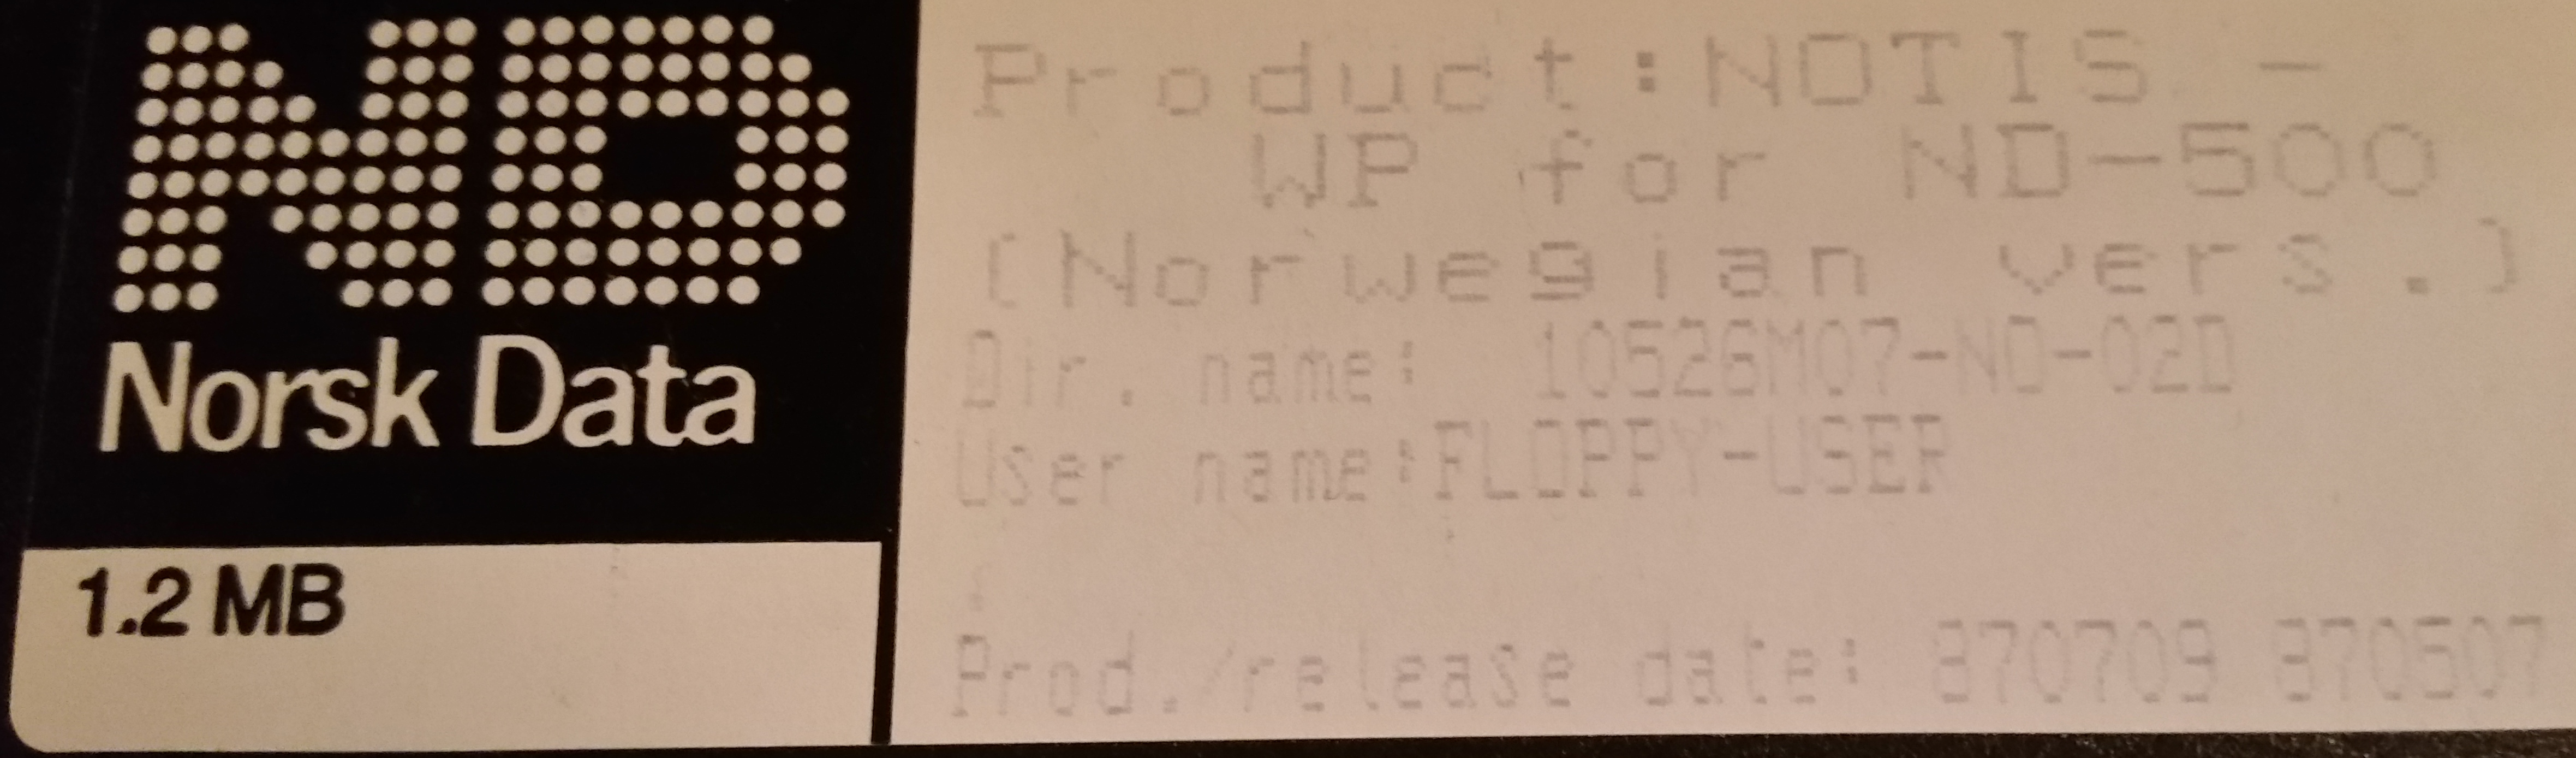 ND
Norsk Data
1.2 MB
Product:NOTIS -
WP for ND-500
(Norwegian vers.)
Dir. name: 10526M07-NO-02D
User name:FLOPPY-USER
Prod./release date: 870709 870507